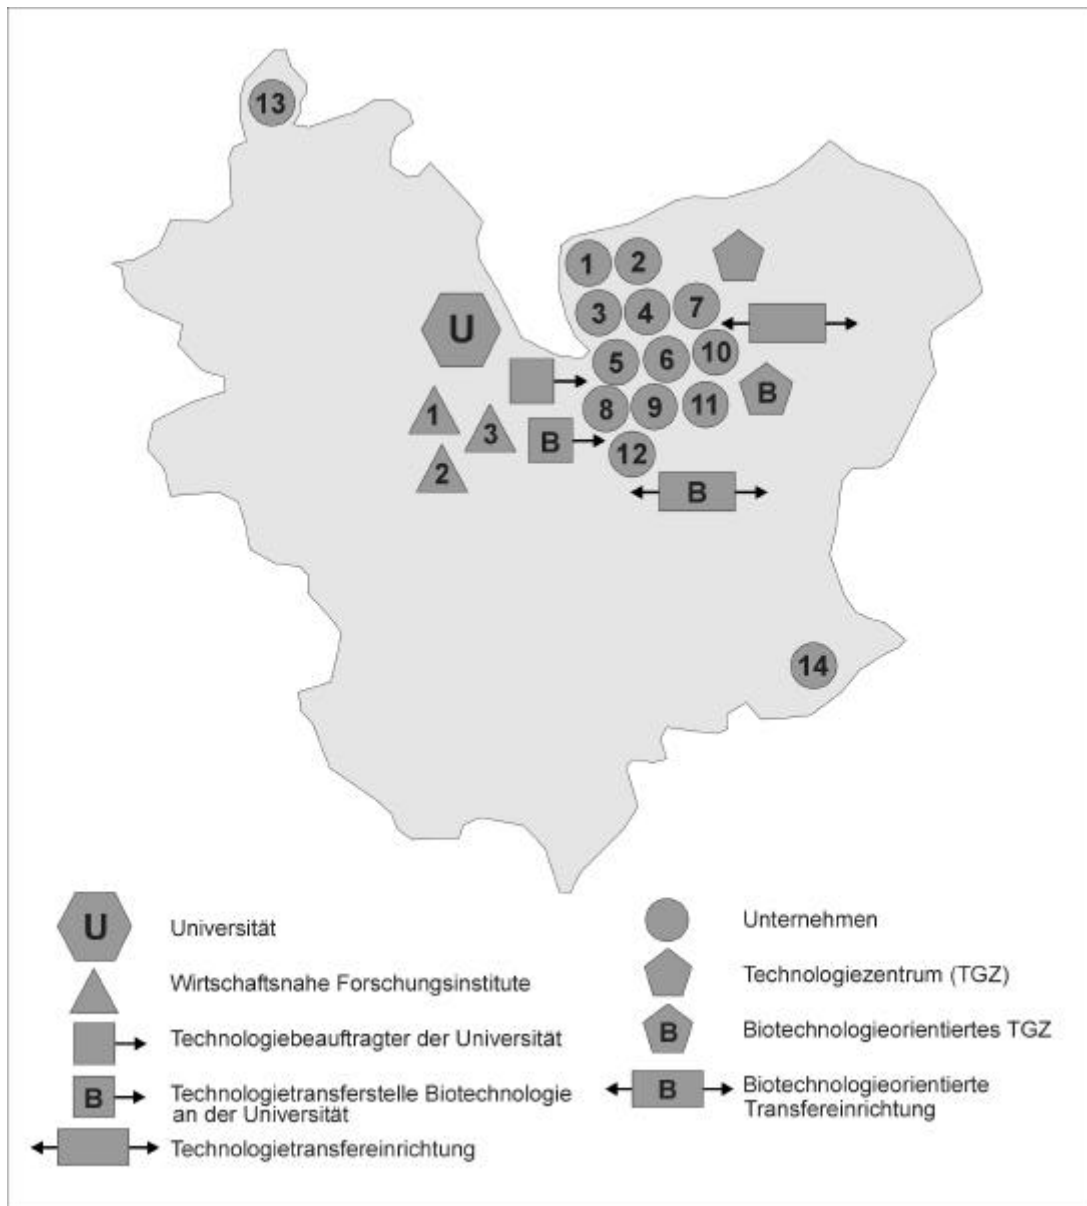 13
1 2
3 4 7
U
5 6 10
B
1 8 9 11
3 B 12
2 B
14
U Universität
Wirtschaftsnahe Forschungsinstitute
Technologiebeauftragter der Universität
B Technologietransferstelle Biotechnologie
an der Universität
Technologietransfereinrichtung
Unternehmen
Technologiezentrum (TGZ)
B Biotechnologieorientiertes TGZ
B Biotechnologieorientierte
Transfereinrichtung